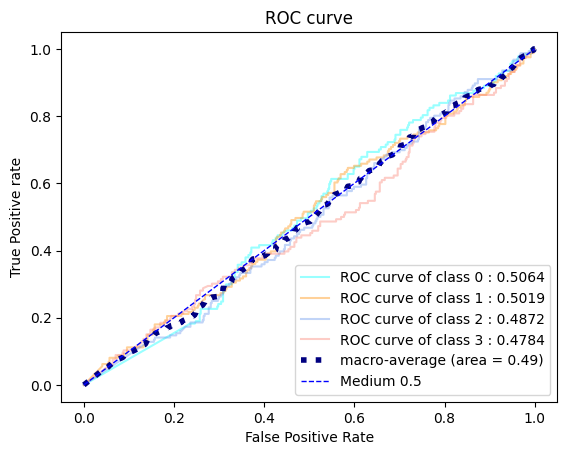 ROC curve
True Positive rate
1.0
0.8
0.6
0.4
0.2
0.0
ROC curve of class 0 : 0.5064
ROC curve of class 1 : 0.5019
ROC curve of class 2 : 0.4872
ROC curve of class 3 : 0.4784
macro-average (area = 0.49)
Medium 0.5
0.0 0.2 0.4 0.6 0.8 1.0
False Positive Rate